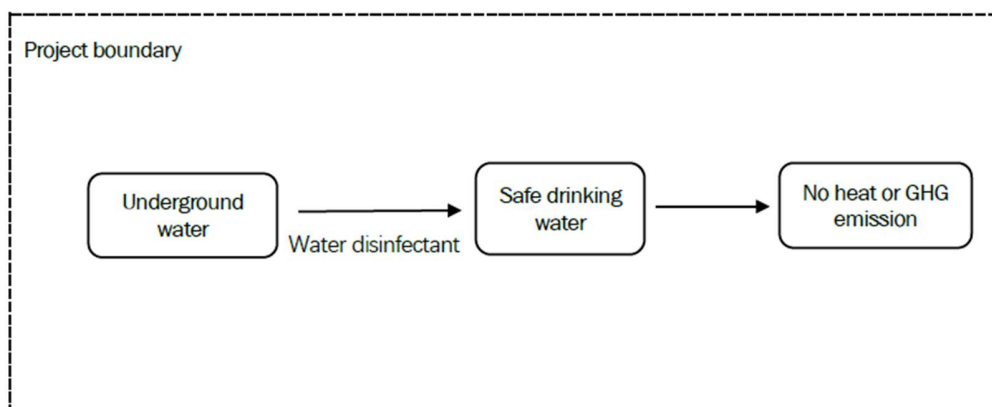 Project boundary
Underground
water
Water disinfectant
Safe drinking
water
No heat or GHG
emission